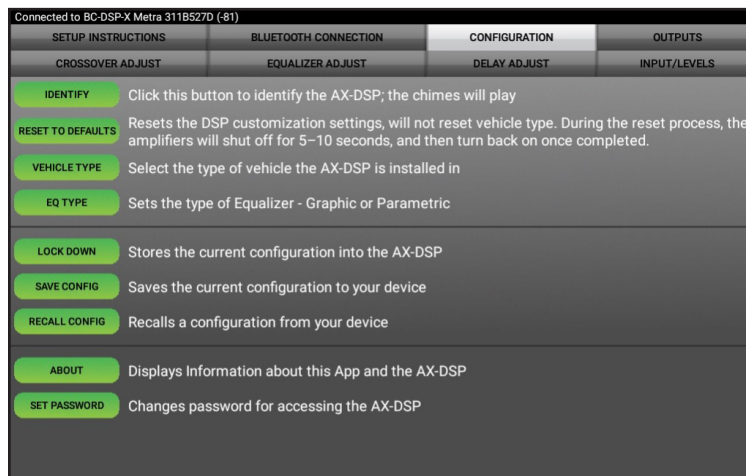 Connected to BC-DSP-X Metra 311B527D (-81)
SETUP INSTRUCTIONS BLUETOOTH CONNECTION CONFIGURATION OUTPUTS
CROSSOVER ADJUST EQUALIZER ADJUST DELAY ADJUST INPUT/LEVELS
IDENTIFY Click this button to identify the AX-DSP; the chimes will play
RESET TO DEFAULTS Resets the DSP customization settings, will not reset vehicle type. During the reset process, the
amplifiers will shut off for 5–10 seconds, and then turn back on once completed.
VEHICLE TYPE Select the type of vehicle the AX-DSP is installed in
EQ TYPE Sets the type of Equalizer - Graphic or Parametric
LOCK DOWN Stores the current configuration into the AX-DSP
SAVE CONFIG Saves the current configuration to your device
RECALL CONFIG Recalls a configuration from your device
ABOUT Displays Information about this App and the AX-DSP
SET PASSWORD Changes password for accessing the AX-DSP